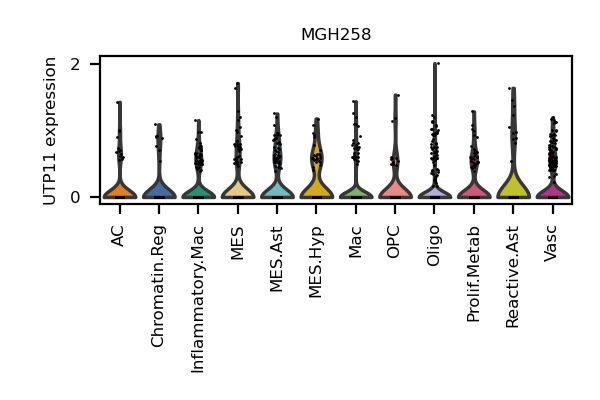 MGH258
UTP11 expression
2
0
AC
Chromatin.Reg
Inflammatory.Mac
MES
MES.Ast
MES.Hyp
Mac
OPC
Oligo
Prolif.Metab
Reactive.Ast
Vasc